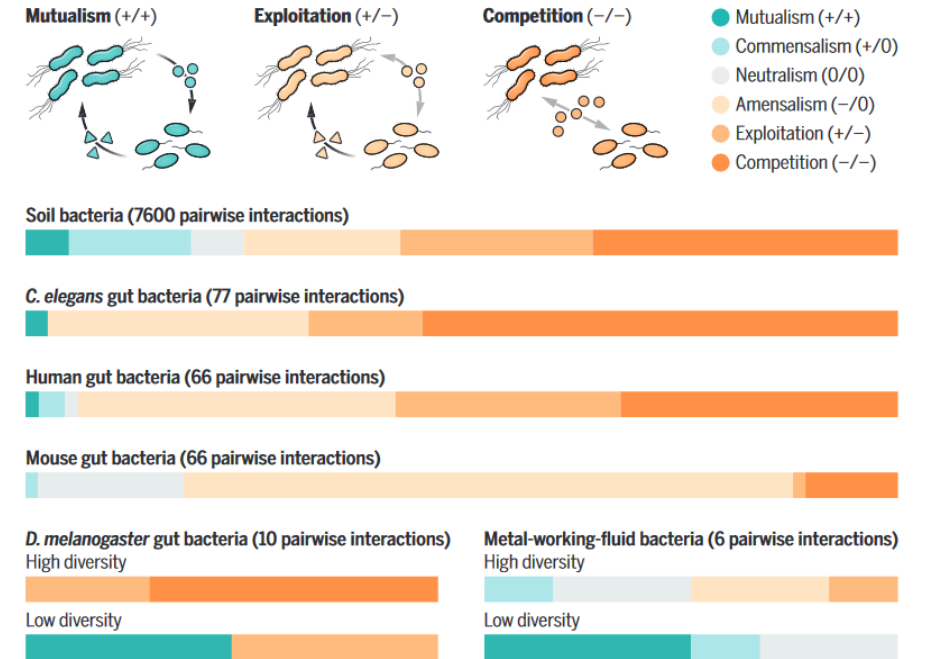 Mutualism (+/+)
Exploitation (+/−)
Competition (−/−)
Mutualism (+/+)
Commensalism (+/0)
Neutralism (0/0)
Amensalism (−/0)
Exploitation (+/−)
Competition (−/−)
Soil bacteria (7600 pairwise interactions)
C. elegans gut bacteria (77 pairwise interactions)
Human gut bacteria (66 pairwise interactions)
Mouse gut bacteria (66 pairwise interactions)
D. melanogaster gut bacteria (10 pairwise interactions)
High diversity
Low diversity
Metal-working-fluid bacteria (6 pairwise interactions)
High diversity
Low diversity